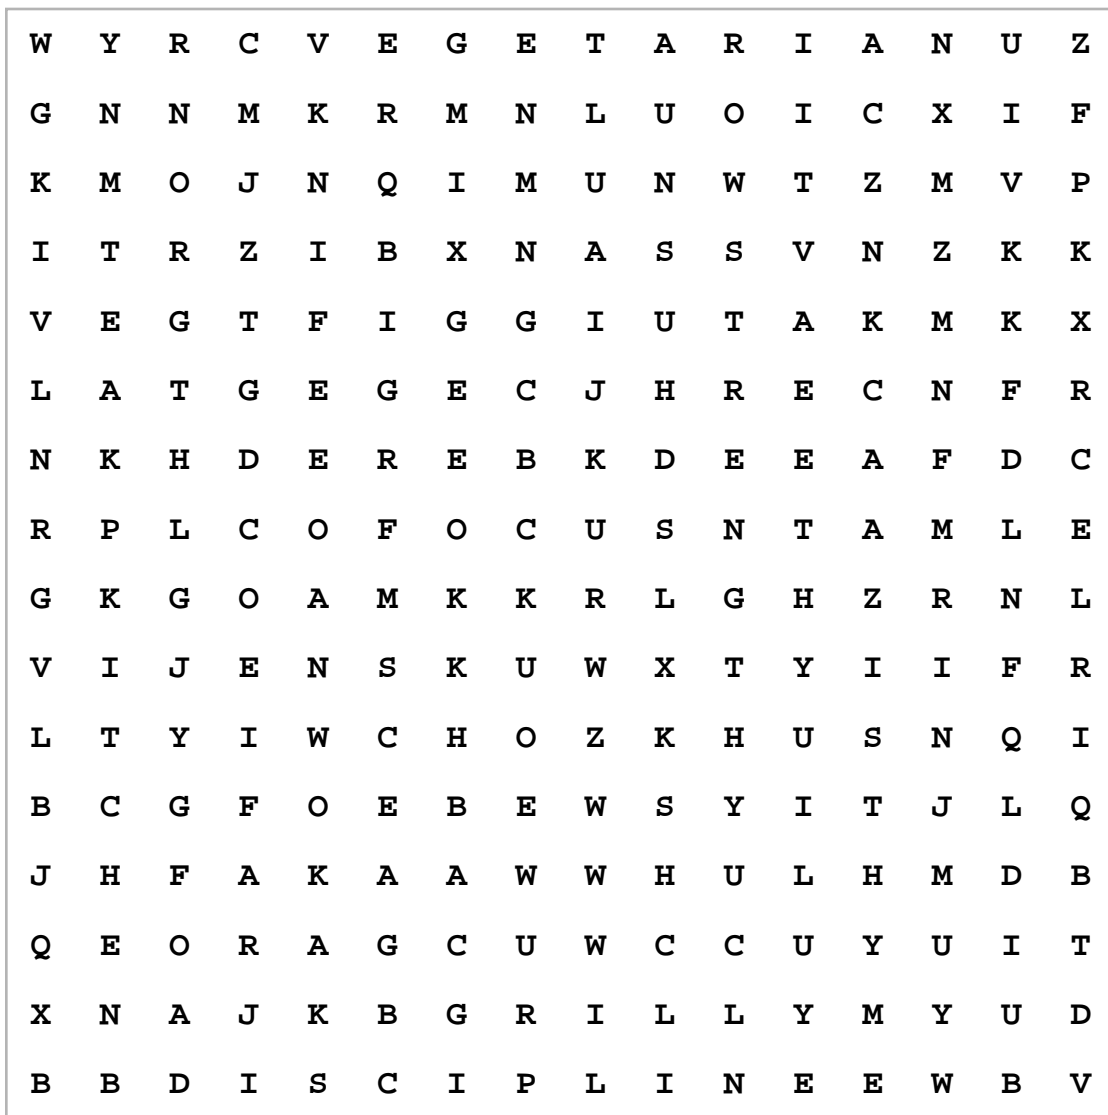 W Y R C V E G E T A R I A N U Z
G N N M K R M N L U O I C X I F
K M O J N Q I M U N W T Z M V P
I T R Z I B X N A S S V N Z K K
V E G T F I G G I U T A K M K X
L A T G E G E C J H R E C N F R
N K H D E R E B K D E E A F D C
R P L C O F O C U S N T A M L E
G K G O A M K K R L G H Z R N L
V I J E N S K U W X T Y I I F R
L T Y I W C H O Z K H U S N Q I
B C G F O E B E W S Y I T J L Q
J H F A K A A W W H U L H M D B
Q E O R A G C U W C C U Y U I T
X N A J K B G R I L L Y M Y U D
B B D I S C I P L I N E E W B V